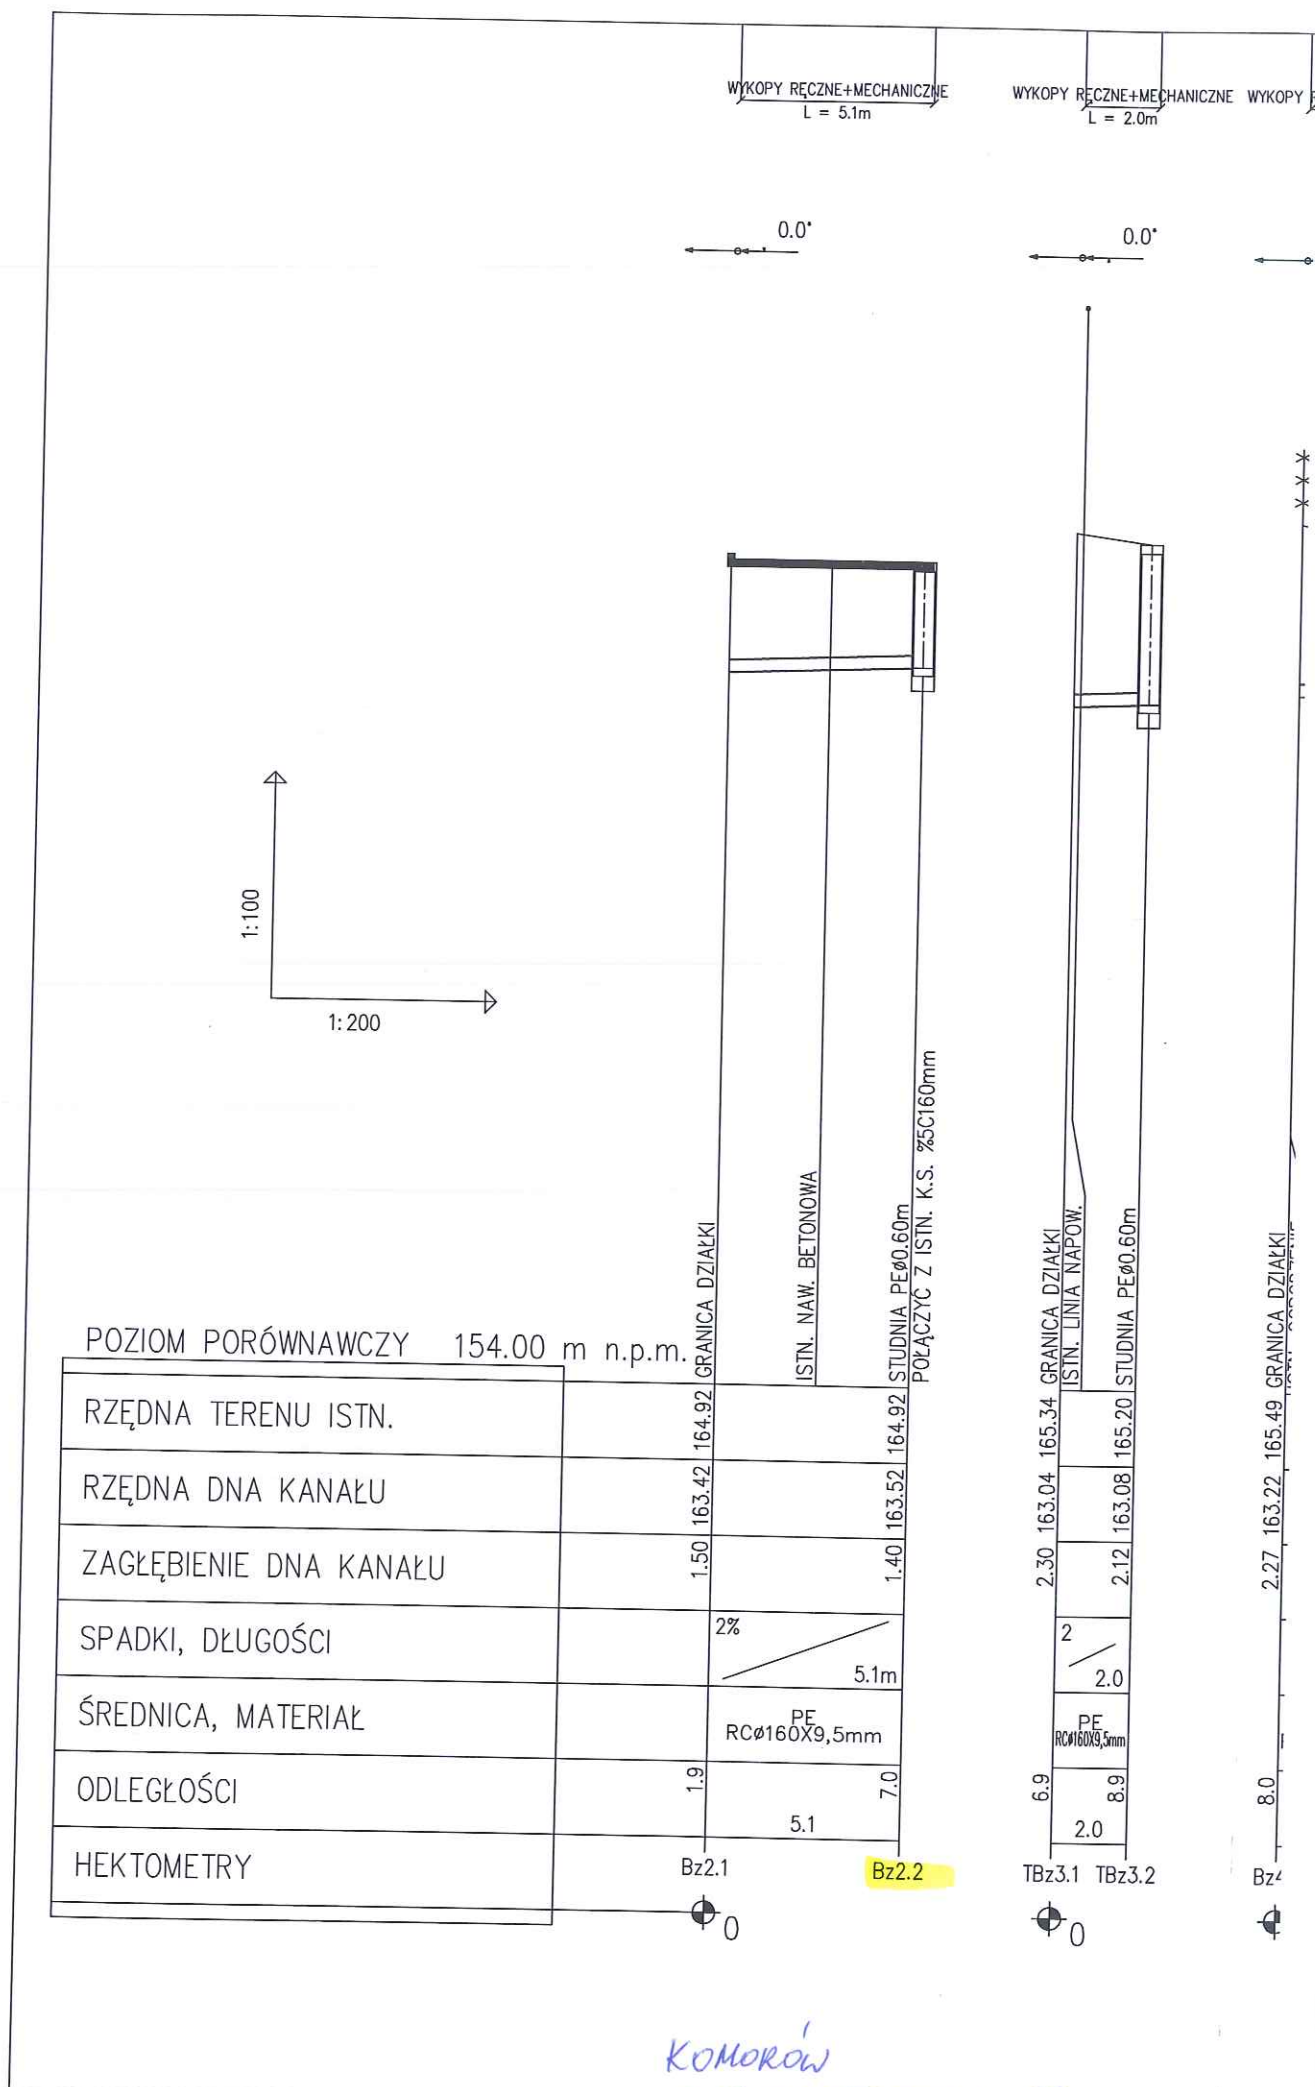 WYKOPY RĘCZNE+MECHANICZNE
L = 5.1m
WYKOPY RĘCZNE+MECHANICZNE
L = 2.0m
WYKOPY
0.0°
0.0°
1:100
1:200
GRANICA DZIAŁKI
ISTN. NAW. BETONOWA
STUDNIA PEø0.60m
POŁĄCZYĆ Z ISTN. K.S. %%5C160mm
GRANICA DZIAŁKI
ISTN. LINIA NAPOW.
STUDNIA PEø0.60m
GRANICA DZIAŁKI
POZIOM PORÓWNAWCZY 154.00 m n.p.m.
RZĘDNA TERENU ISTN. 164.92 164.92 165.34 165.20 165.49
RZĘDNA DNA KANAŁU 163.42 163.52 163.04 163.08 163.22
ZAGŁĘBIENIE DNA KANAŁU 1.50 1.40 2.30 2.12 2.27
SPADKI, DŁUGOŚCI
2%
5.1m
2
2.0
ŚREDNICA, MATERIAŁ
PE
RCø160X9,5mm
PE
RCø160X9,5mm
ODLEGŁOŚCI 1.9 7.0 6.9 8.9 8.0
5.1
2.0
HEKTOMETRY
Bz2.1 Bz2.2 TBz3.1 TBz3.2
0 0
KOMORÓW